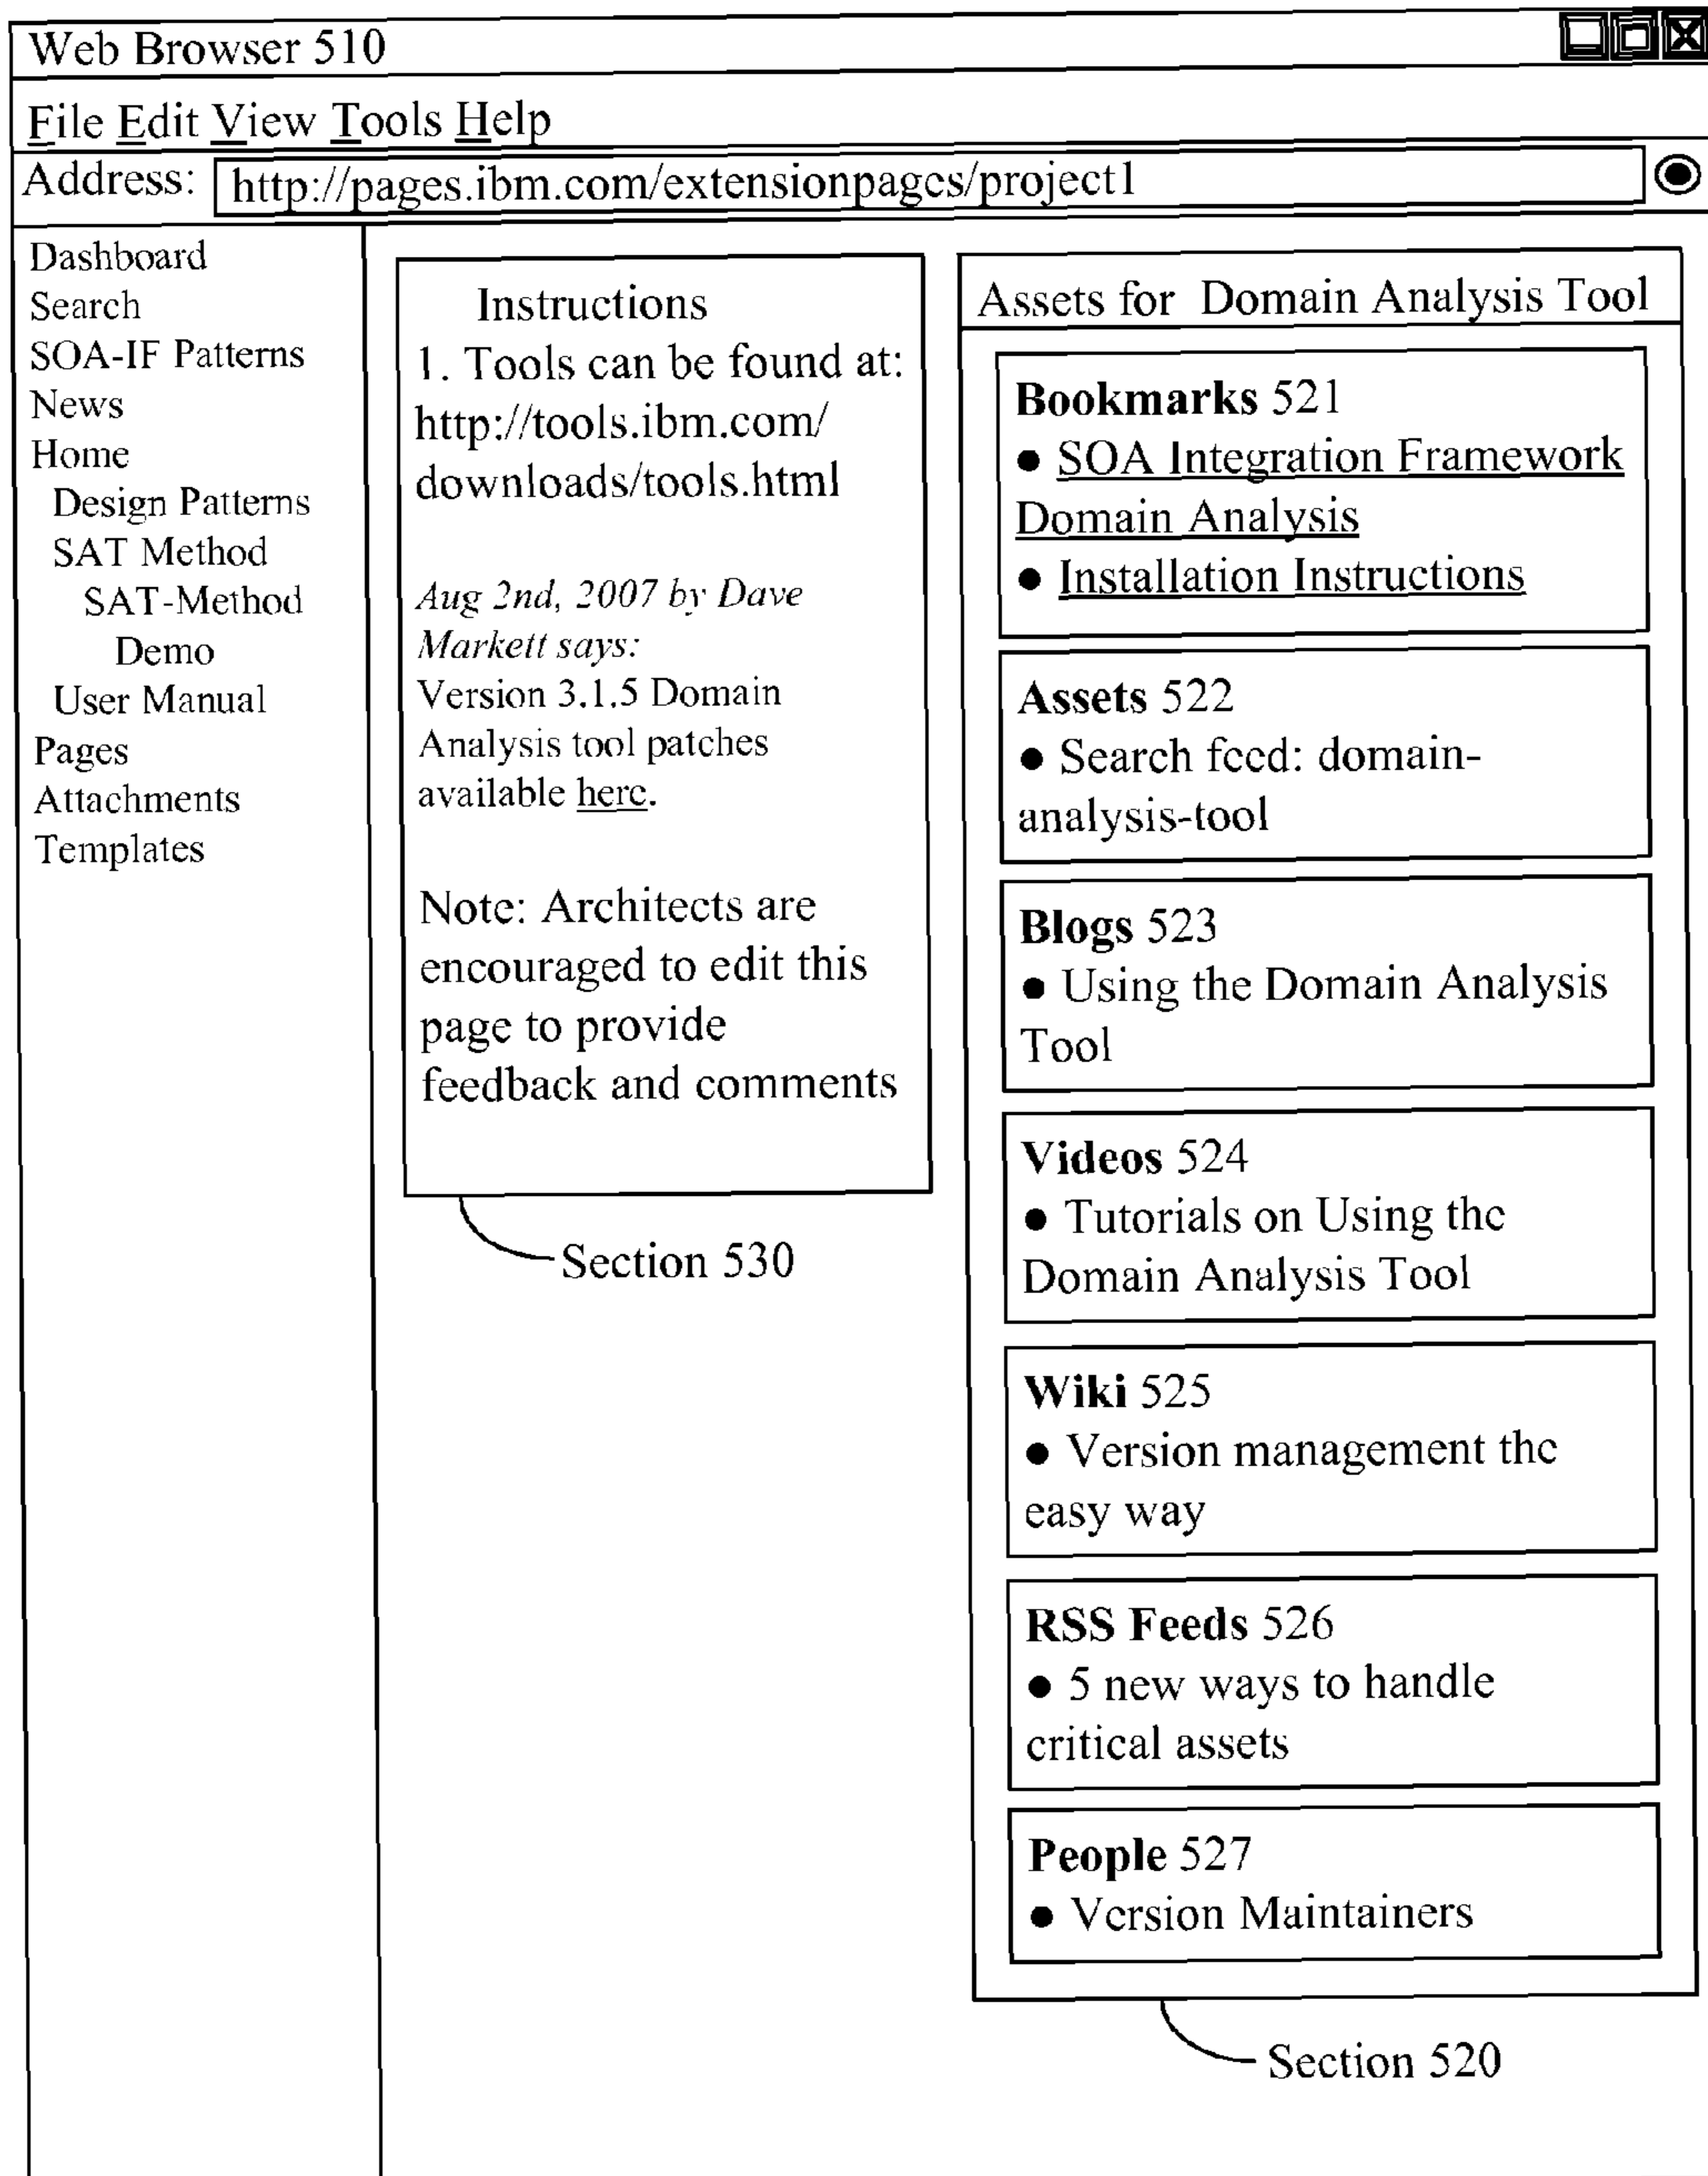 Web Browser 510
File Edit View Tools Help
Address: http://pages.ibm.com/extensionpages/project1
Dashboard
Search
SOA-IF Patterns
News
Home
Design Patterns
SAT Method
SAT-Method
Demo
User Manual
Pages
Attachments
Templates
Instructions
1. Tools can be found at:
http://tools.ibm.com/
downloads/tools.html
Aug 2nd, 2007 by Dave
Markett says:
Version 3.1.5 Domain
Analysis tool patches
available here.
Note: Architects are
encouraged to edit this
page to provide
feedback and comments
Section 530
Assets for Domain Analysis Tool
Bookmarks 521
● SOA Integration Framework
Domain Analysis
● Installation Instructions
Assets 522
● Search feed: domain-
analysis-tool
Blogs 523
● Using the Domain Analysis
Tool
Videos 524
● Tutorials on Using the
Domain Analysis Tool
Wiki 525
● Version management the
easy way
RSS Feeds 526
● 5 new ways to handle
critical assets
People 527
● Version Maintainers
Section 520